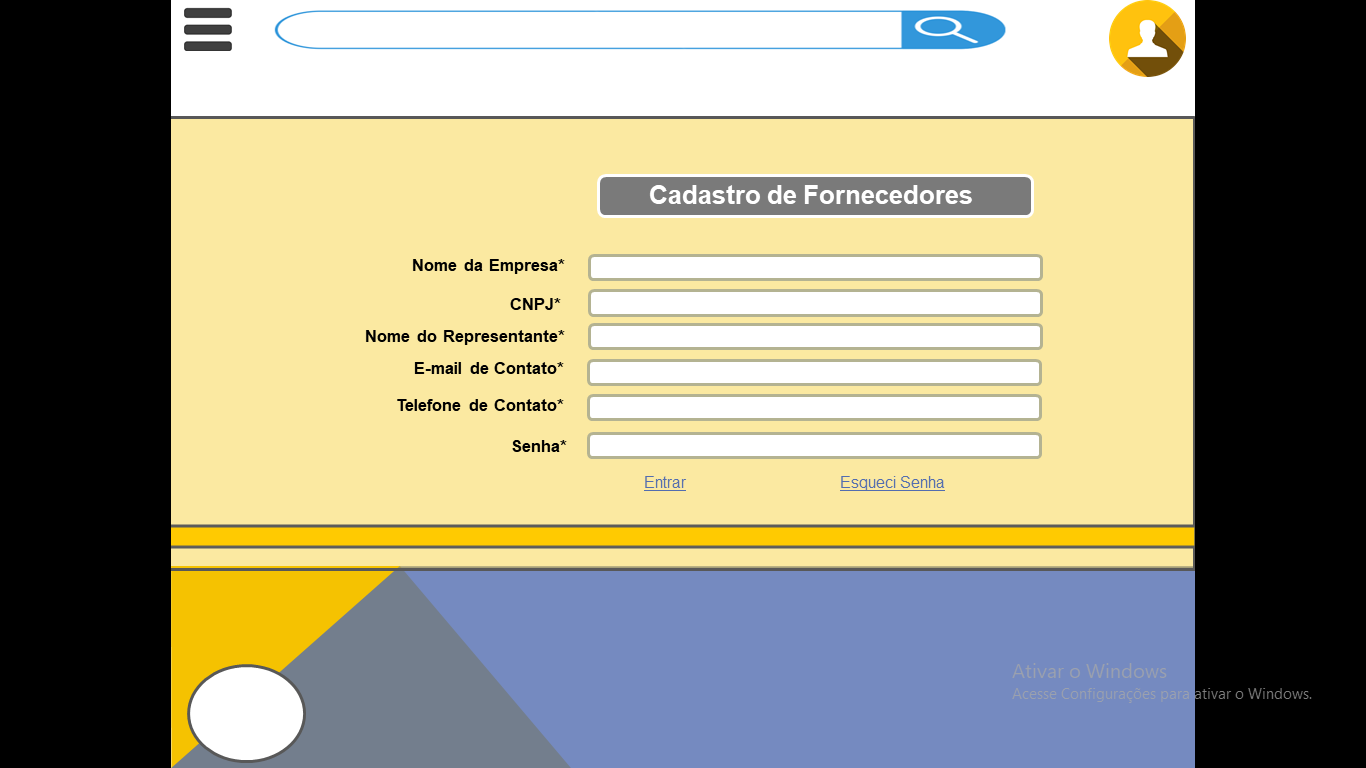 Cadastro de Fornecedores
Nome da Empresa*
CNPJ*
Nome do Representante*
E-mail de Contato*
Telefone de Contato*
Senha*
Entrar Esqueci Senha
Ativar o Windows
Acesse Configurações para ativar o Windows.